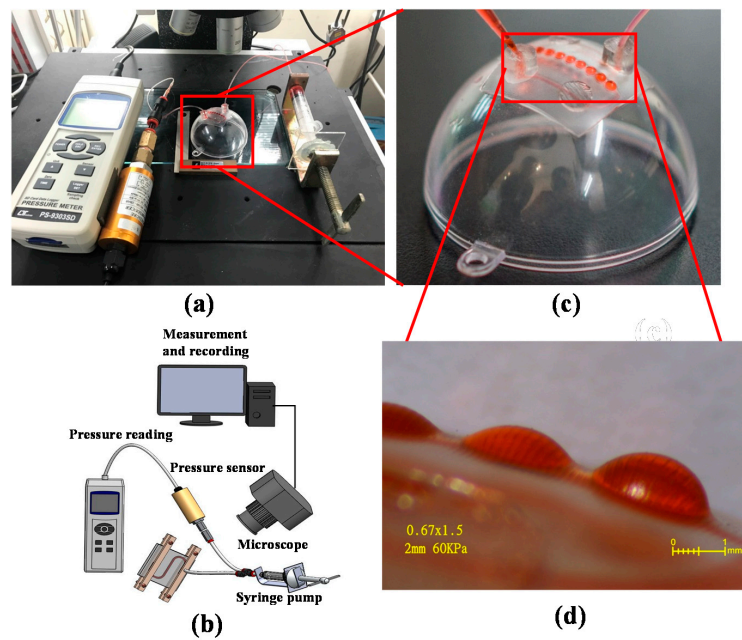 PRESSURE METER
PS-9303SD
(a)
(c)
Measurement
and recording
Pressure reading
Pressure sensor
Microscope
Syringe pump
(b)
0.67x1.5
2mm 60KPa
0 1
mm
(d)